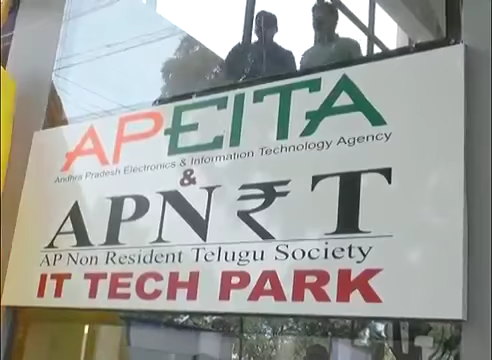 APEITA
Andhra Pradesh Electronics & Information Technology Agency
&
APN₹T
AP Non Resident Telugu Society
IT TECH PARK